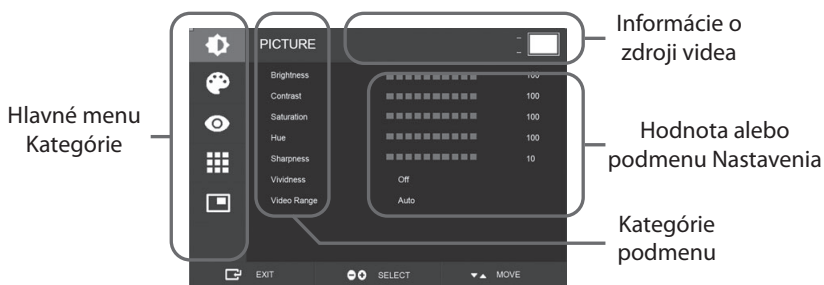 Informácie o
zdroji videa
PICTURE
Brightness 100
Contrast 100
Saturation 100
Hue 100
Sharpness 10
Vividness Off
Video Range Auto
EXIT SELECT MOVE
Hlavné menu
Kategórie
Hodnota alebo
podmenu Nastavenia
Kategórie
podmenu